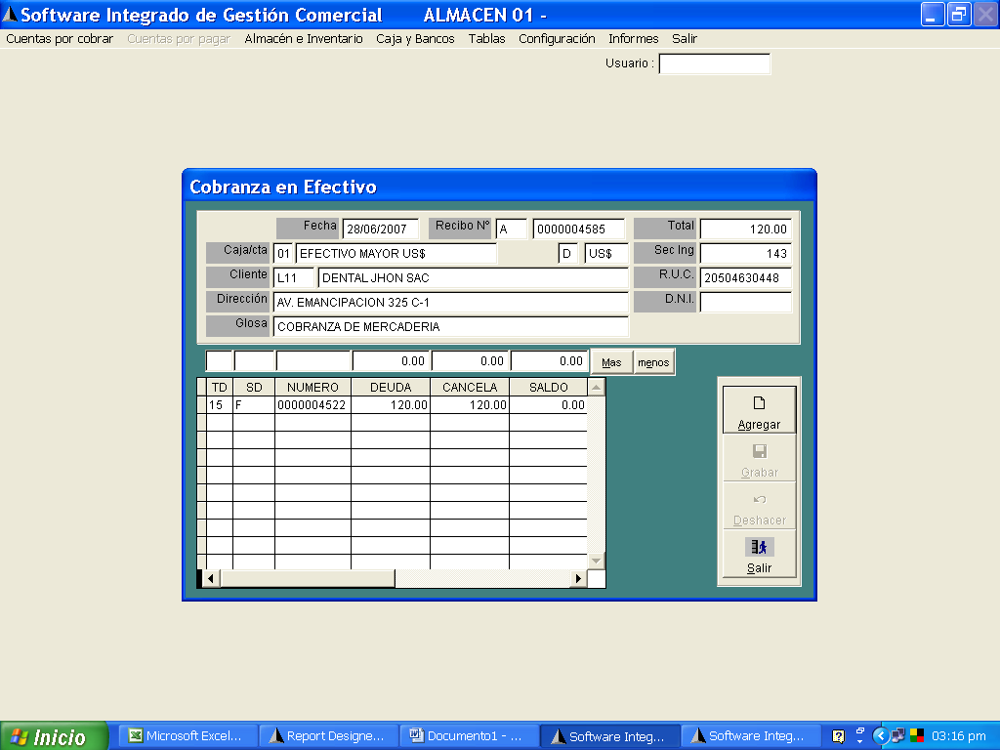 Software Integrado de Gestión Comercial ALMACEN 01 -
Cuentas por cobrar Cuentas por pagar Almacén e Inventario Caja y Bancos Tablas Configuración Informes Salir
Usuario :
Cobranza en Efectivo
Fecha 28/06/2007 Recibo Nº A 0000004585 Total 120.00
Caja/cta 01 EFECTIVO MAYOR US$ D US$ Sec Ing 143
Cliente L11 DENTAL JHON SAC R.U.C. 20504630448
Dirección AV. EMANCIPACION 325 C-1 D.N.I.
Glosa COBRANZA DE MERCADERIA
0.00 0.00 0.00 Mas menos
TD SD NUMERO DEUDA CANCELA SALDO
15 F 0000004522 120.00 120.00 0.00
Agregar
Grabar
Deshacer
Salir
Inicio Microsoft Excel... Report Designe... Documento1 - ... Software Integ... Software Integ... 03:16 pm